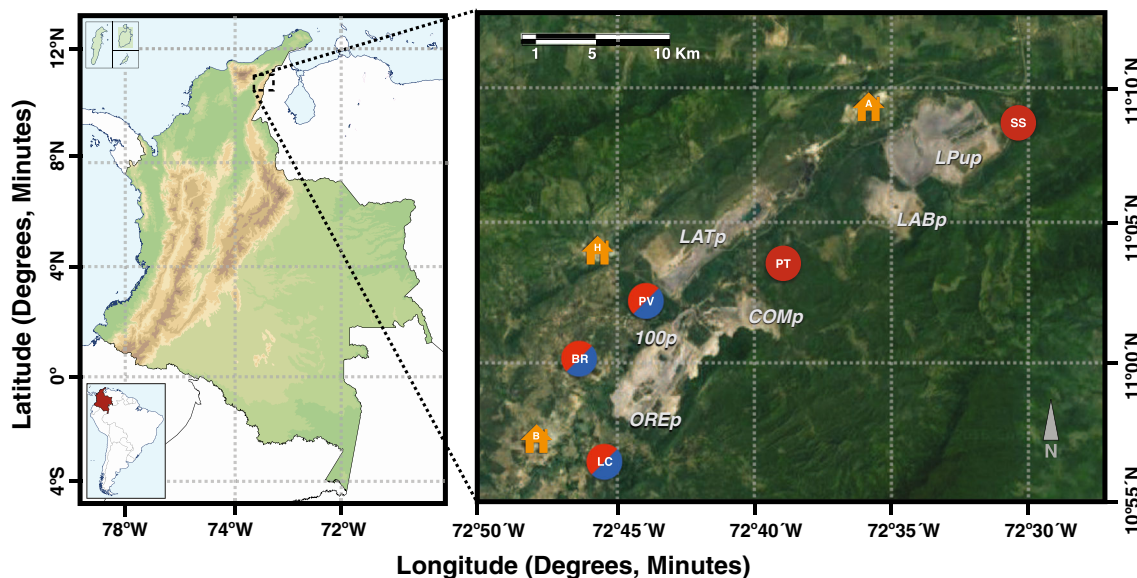 Latitude (Degrees, Minutes)
12°N
8°N
4°N
0°
4°S
78°W
74°W
72°W
1 5 10 Km
A
SS
LPup
LABp
LATp
H
PT
PV
COMp
100p
BR
OREp
B
LC
N
11°10´N
11°05´N
11°00´N
10°55´N
72°50´W
72°45´W
72°40´W
72°35´W
72°30´W
Longitude (Degrees, Minutes)